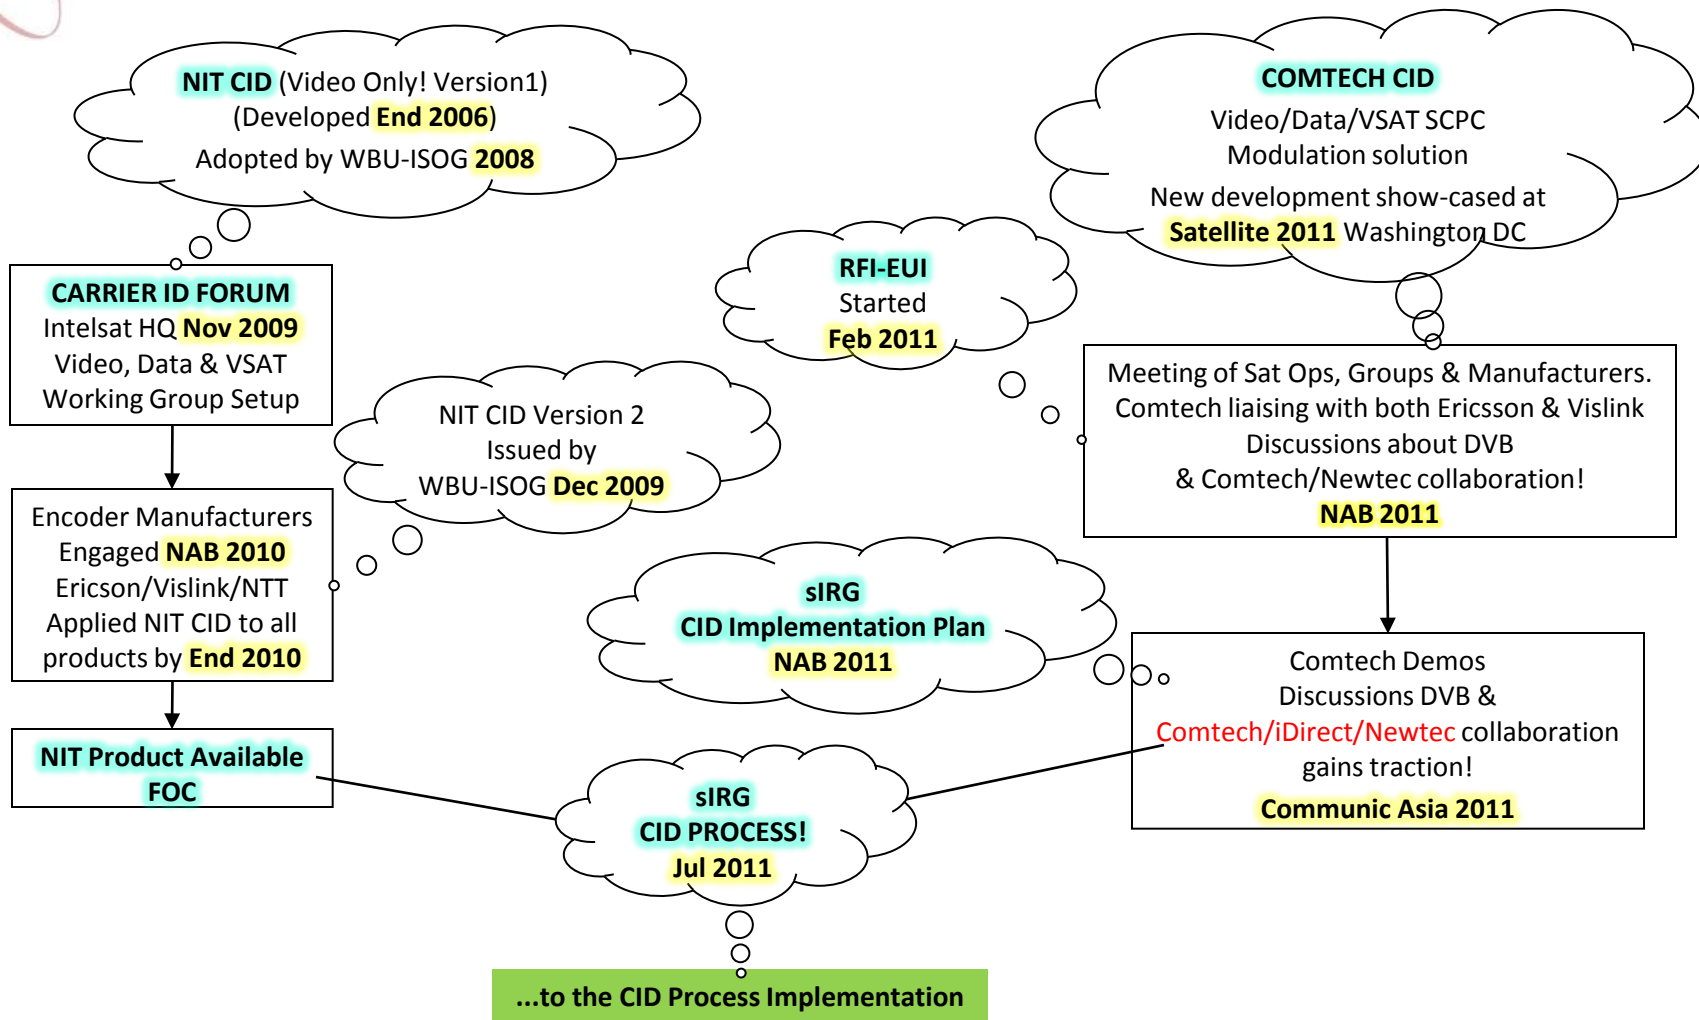 NIT CID (Video Only! Version1)
(Developed End 2006)
Adopted by WBU-ISOG 2008
COMTECH CID
Video/Data/VSAT SCPC
Modulation solution
New development show-cased at
Satellite 2011 Washington DC
CARRIER ID FORUM
Intelsat HQ Nov 2009
Video, Data & VSAT
Working Group Setup
RFI-EUI
Started
Feb 2011
NIT CID Version 2
Issued by
WBU-ISOG Dec 2009
Meeting of Sat Ops, Groups & Manufacturers.
Comtech liaising with both Ericsson & Vislink
Discussions about DVB
& Comtech/Newtec collaboration!
NAB 2011
Encoder Manufacturers
Engaged NAB 2010
Ericson/Vislink/NTT
Applied NIT CID to all
products by End 2010
sIRG
CID Implementation Plan
NAB 2011
Comtech Demos
Discussions DVB &
Comtech/iDirect/Newtec collaboration
gains traction!
Communic Asia 2011
NIT Product Available
FOC
sIRG
CID PROCESS!
Jul 2011
...to the CID Process Implementation